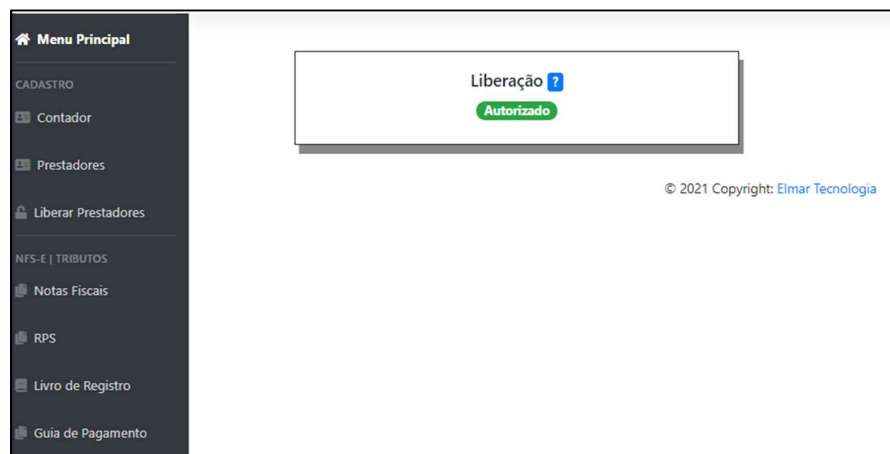 Menu Principal
CADASTRO
Contador
Prestadores
Liberar Prestadores
NFS-E | TRIBUTOS
Notas Fiscais
RPS
Livro de Registro
Guia de Pagamento
Liberação ?
Autorizado
© 2021 Copyright: Elmar Tecnologia